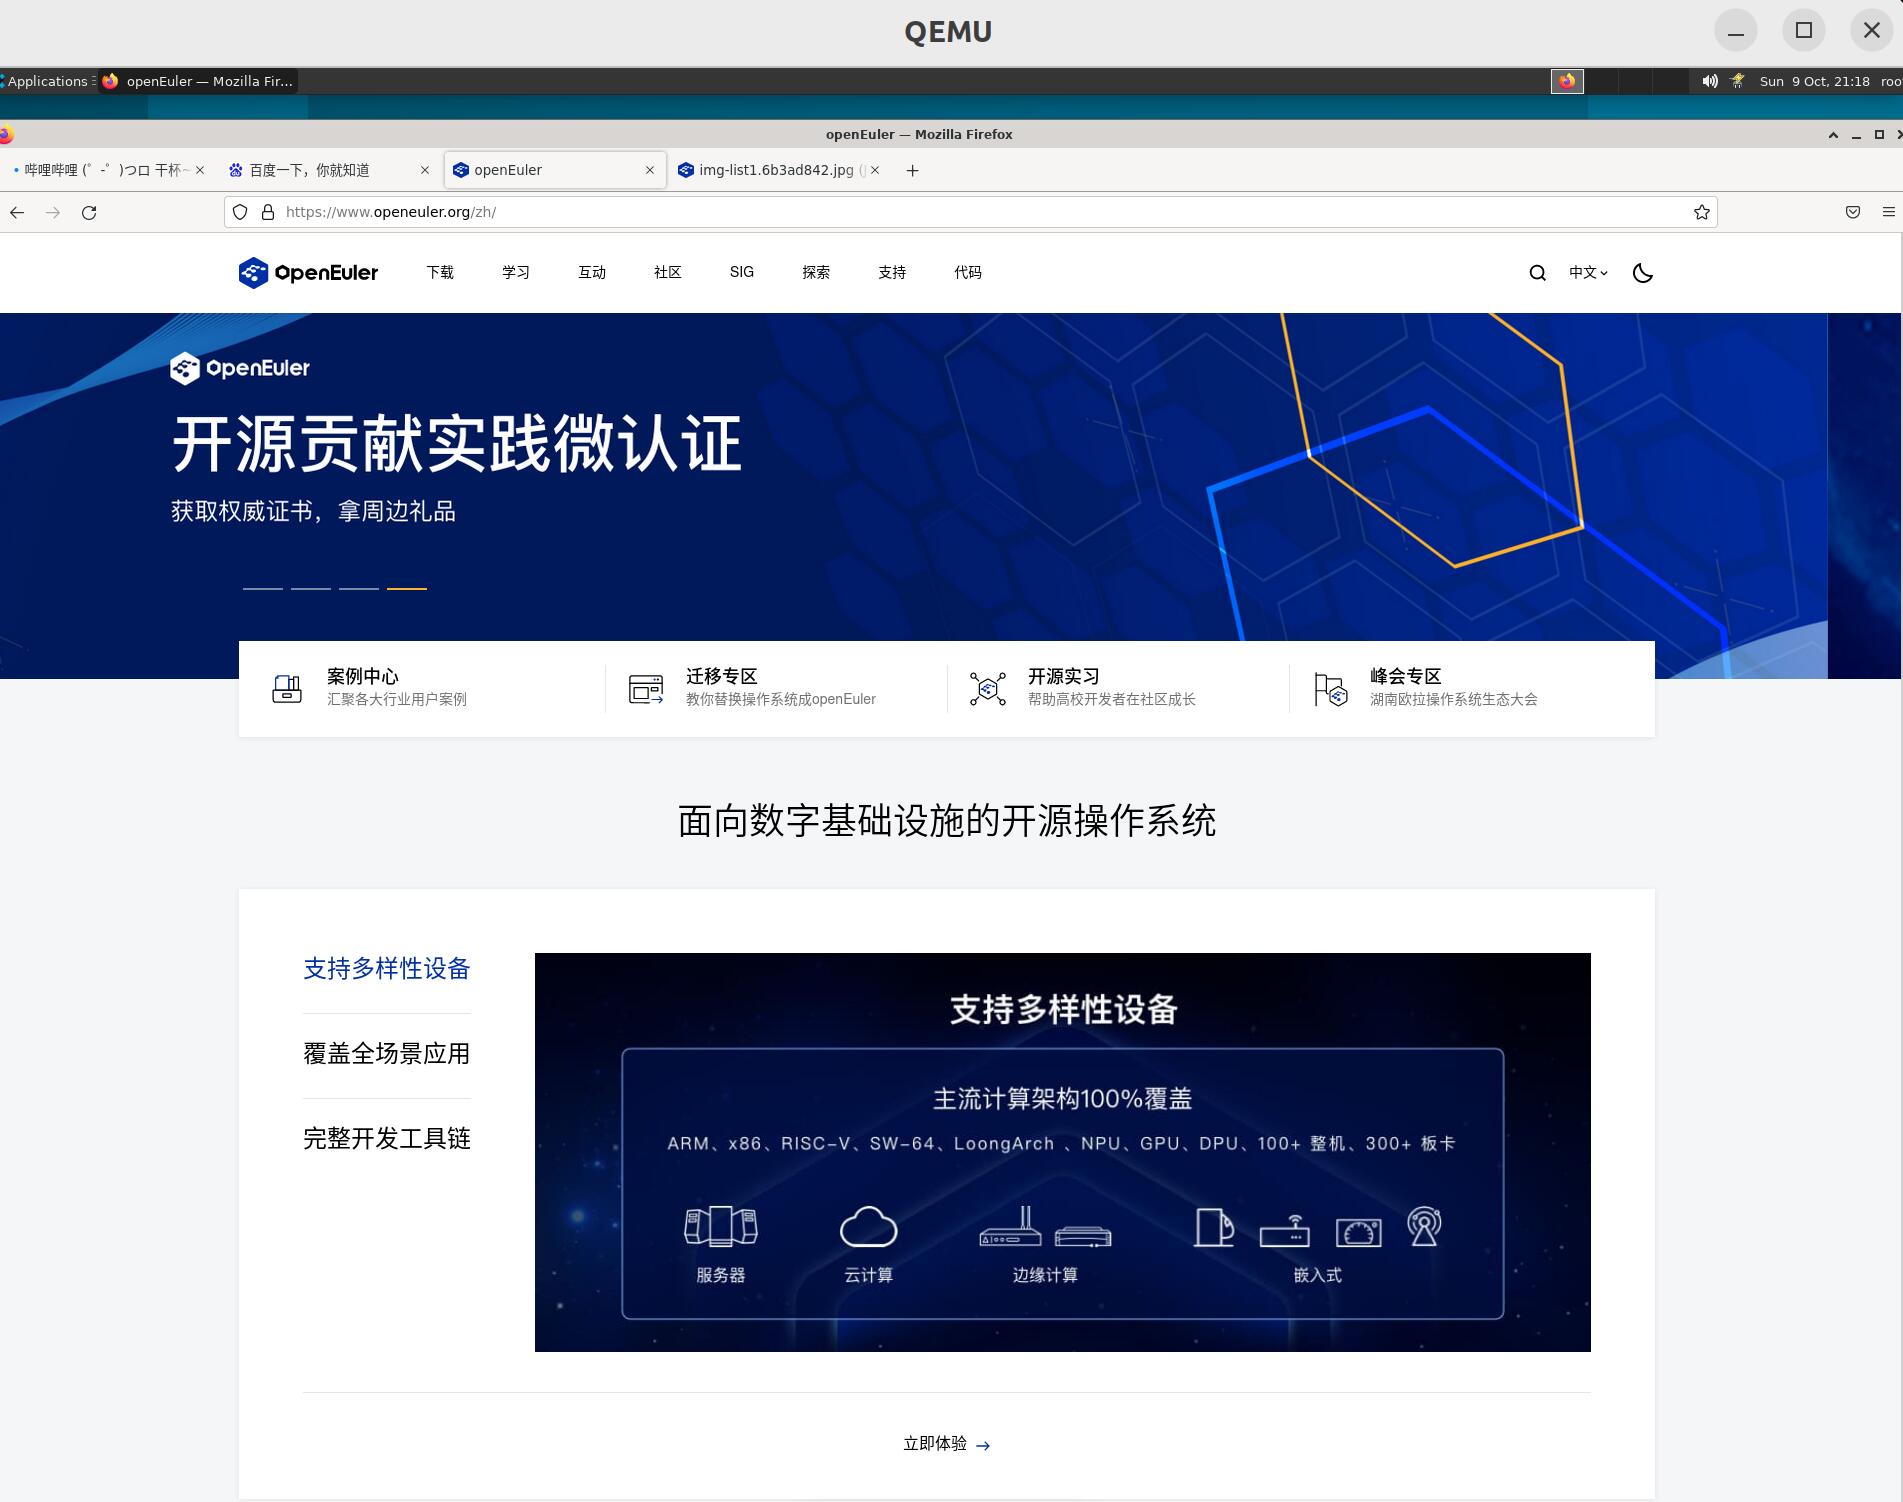 QEMU
Applications
openEuler — Mozilla Fir...
Sun 9 Oct, 21:18
roo
openEuler — Mozilla Firefox
哔哩哔哩 (゜-゜)つロ 干杯~
百度一下，你就知道
openEuler
img-list1.6b3ad842.jpg (
https://www.openeuler.org/zh/
OpenEuler
下载
学习
互动
社区
SIG
探索
支持
代码
中文
OpenEuler
开源贡献实践微认证
获取权威证书，拿周边礼品
案例中心
汇聚各大行业用户案例
迁移专区
教你替换操作系统成openEuler
开源实习
帮助高校开发者在社区成长
峰会专区
湖南欧拉操作系统生态大会
面向数字基础设施的开源操作系统
支持多样性设备
覆盖全场景应用
完整开发工具链
支持多样性设备
主流计算架构100%覆盖
ARM、x86、RISC-V、SW-64、LoongArch 、NPU、GPU、DPU、100+ 整机、300+ 板卡
服务器
云计算
边缘计算
嵌入式
立即体验 →